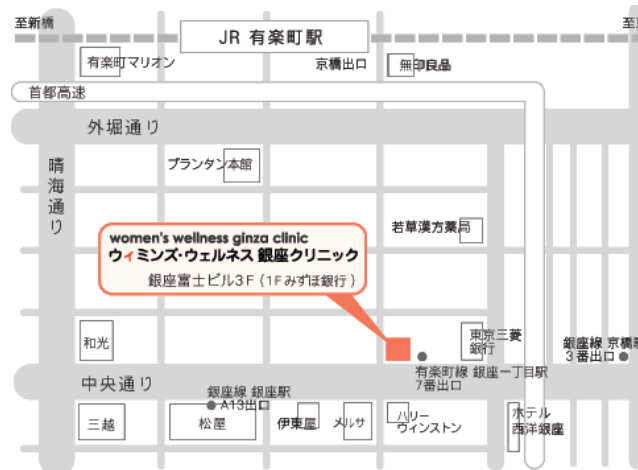 至新橋
JR 有楽町駅
至
有楽町マリオン
京橋出口
無印良品
首都高速
外堀通り
晴海通り
プランタン本館
若草漢方薬局
women's wellness ginza clinic
ウィミンズ・ウェルネス 銀座クリニック
銀座富士ビル3F (1Fみずほ銀行)
和光
東京三菱
銀行
銀座線 京橋
3番出口
有楽町線 銀座一丁目駅
7番出口
中央通り
銀座線 銀座駅
A13出口
三越
松屋
伊東屋
メルサ
ハリー
ウィンストン
ホテル
西洋銀座